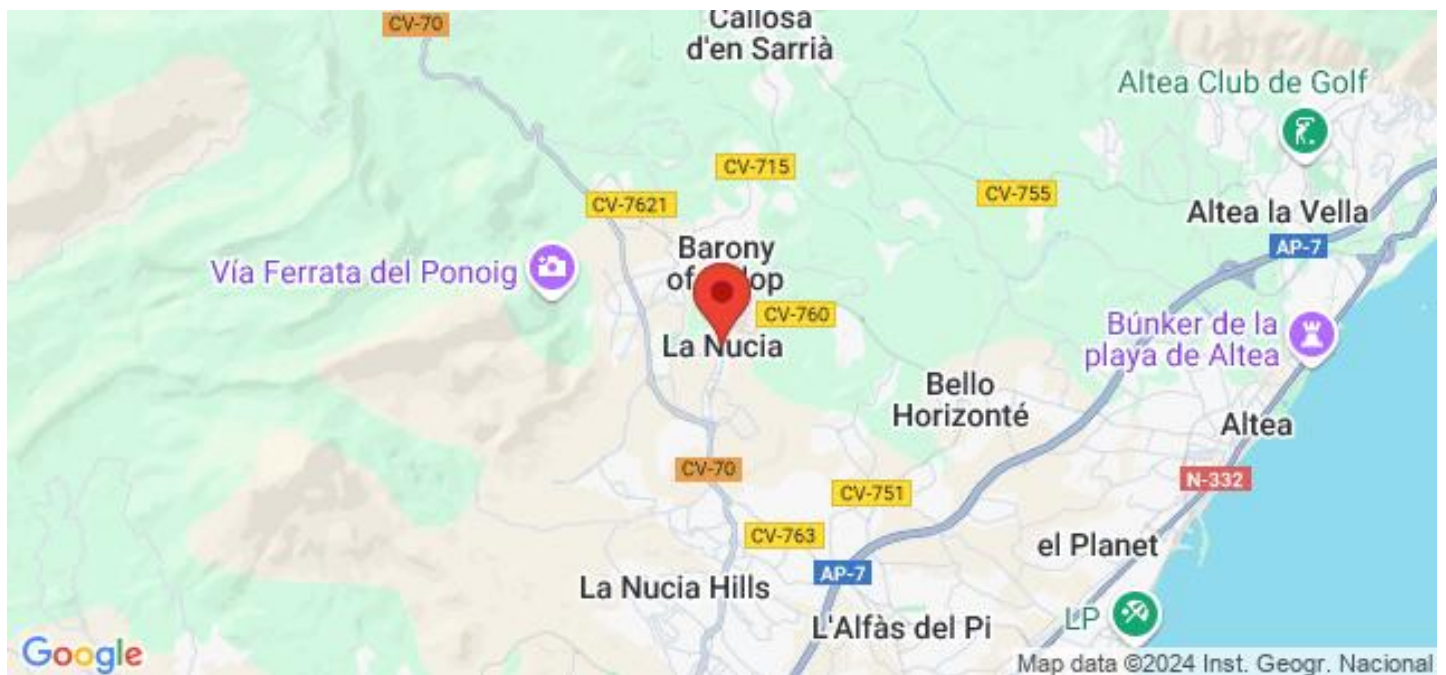 CV-70
Callosa
d'en Sarrià
Altea Club de Golf
CV-715
CV-7621
CV-755
Altea la Vella
AP-7
Barony
of
Vía Ferrata del Ponoig
CV-760
La Nucia
Búnker de la
playa de Altea
Bello
Horizonté
Altea
CV-70
N-332
CV-751
CV-763
el Planet
AP-7
La Nucia Hills
L'Alfàs del Pi
LP
Google
Map data ©2024 Inst. Geogr. Nacional